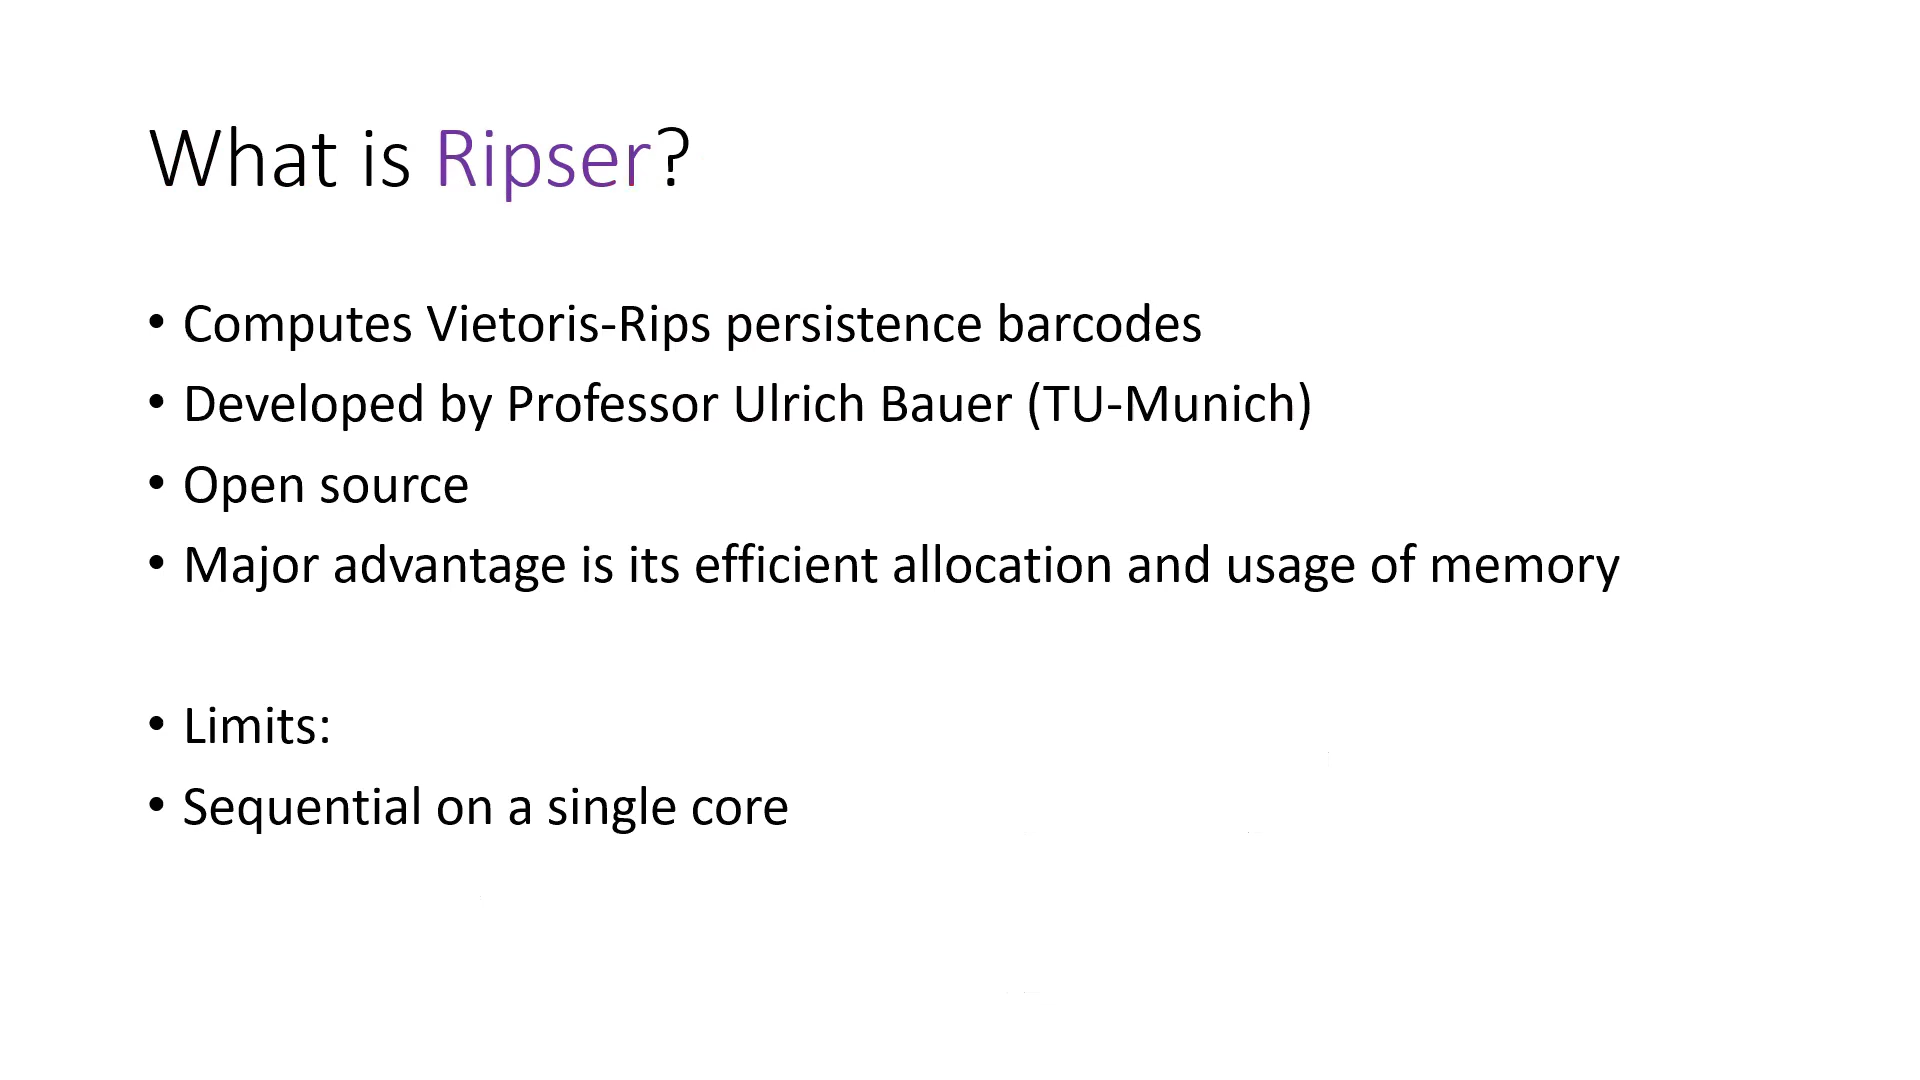 What is Ripser?
• Computes Vietoris-Rips persistence barcodes
• Developed by Professor Ulrich Bauer (TU-Munich)
• Open source
• Major advantage is its efficient allocation and usage of memory
• Limits:
• Sequential on a single core